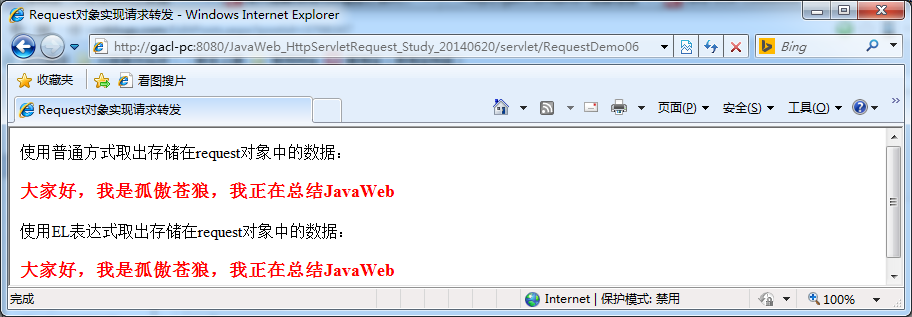 Request对象实现请求转发 - Windows Internet Explorer
http://gacl-pc:8080/JavaWeb_HttpServletRequest_Study_20140620/servlet/RequestDemo06 Bing
收藏夹 看图搜片
Request对象实现请求转发 页面(P) 安全(S) 工具(O)
使用普通方式取出存储在request对象中的数据：
大家好，我是孤傲苍狼，我正在总结JavaWeb
使用EL表达式取出存储在request对象中的数据：
大家好，我是孤傲苍狼，我正在总结JavaWeb
完成 Internet | 保护模式: 禁用 100%